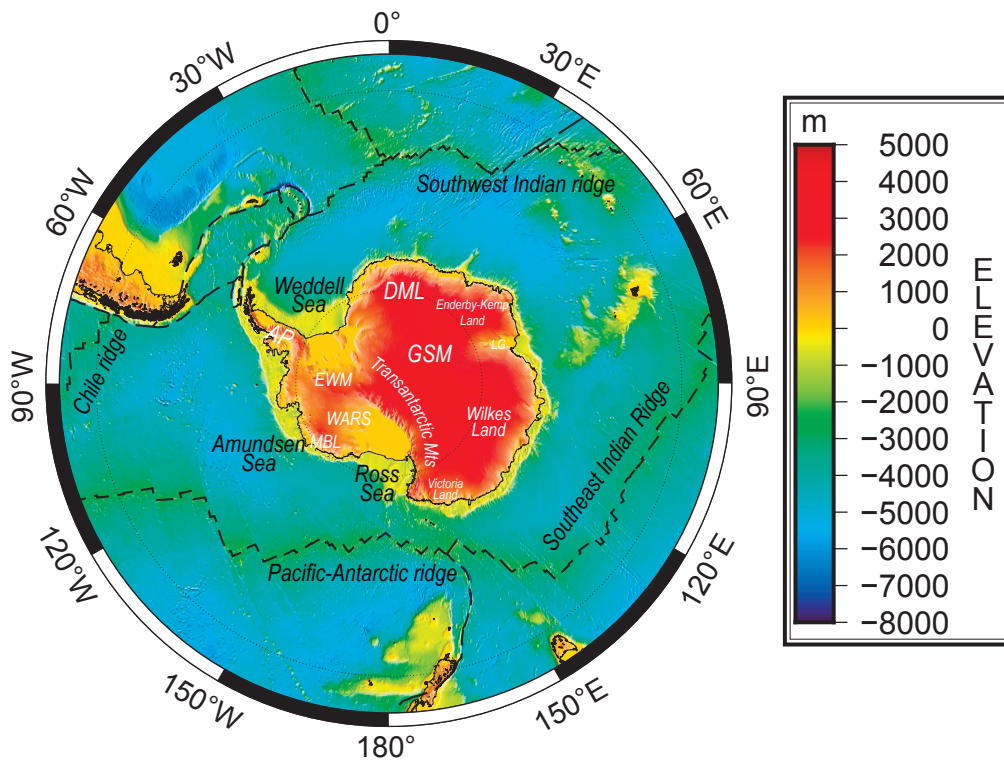 0°
30°E
60°E
90°E
120°E
150°E
180°
150°W
120°W
90°W
60°W
30°W
Southwest Indian ridge
Weddell
Sea
DML
Enderby-Kemp
Land
LG
AP
GSM
EWM
Transantarctic Mts
WARS
Wilkes
Land
MBL
Amundsen
Sea
Ross
Sea
Victoria
Land
Chile ridge
Southeast Indian Ridge
Pacific-Antarctic ridge
m
5000
4000
3000
2000
1000
0
−1000
−2000
−3000
−4000
−5000
−6000
−7000
−8000
ELEVATION